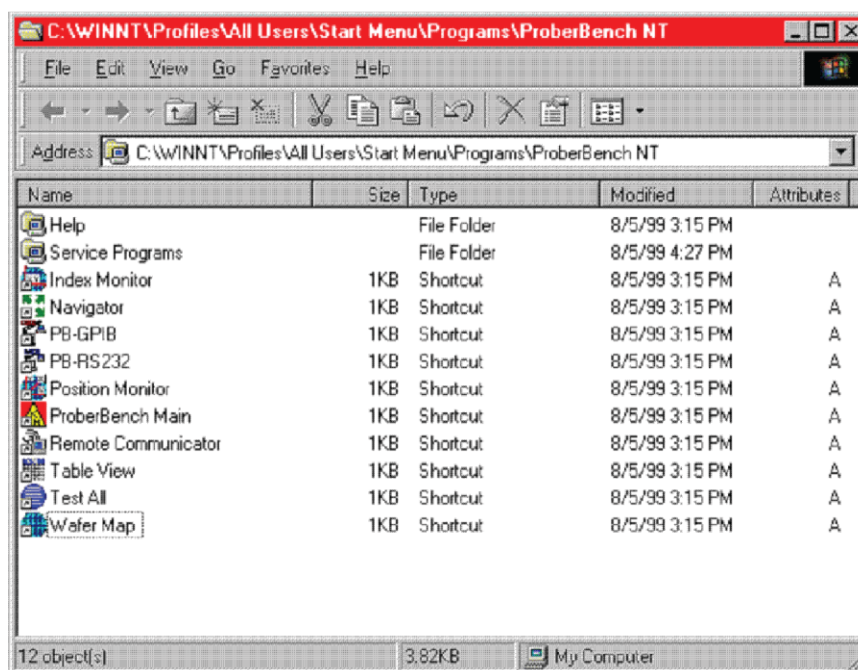 C:\WINNT\Profiles\All Users\Start Menu\Programs\ProberBench NT
File Edit View Go Favorites Help
Address C:\WINNT\Profiles\All Users\Start Menu\Programs\ProberBench NT
Name Size Type Modified Attributes
Help File Folder 8/5/99 3:15 PM
Service Programs File Folder 8/5/99 4:27 PM
Index Monitor 1KB Shortcut 8/5/99 3:15 PM A
Navigator 1KB Shortcut 8/5/99 3:15 PM A
PB-GPIB 1KB Shortcut 8/5/99 3:15 PM A
PB-RS232 1KB Shortcut 8/5/99 3:15 PM A
Position Monitor 1KB Shortcut 8/5/99 3:15 PM A
ProberBench Main 1KB Shortcut 8/5/99 3:15 PM A
Remote Communicator 1KB Shortcut 8/5/99 3:15 PM A
Table View 1KB Shortcut 8/5/99 3:15 PM A
Test All 1KB Shortcut 8/5/99 3:15 PM A
Wafer Map 1KB Shortcut 8/5/99 3:15 PM A
12 object(s) 3.82KB My Computer